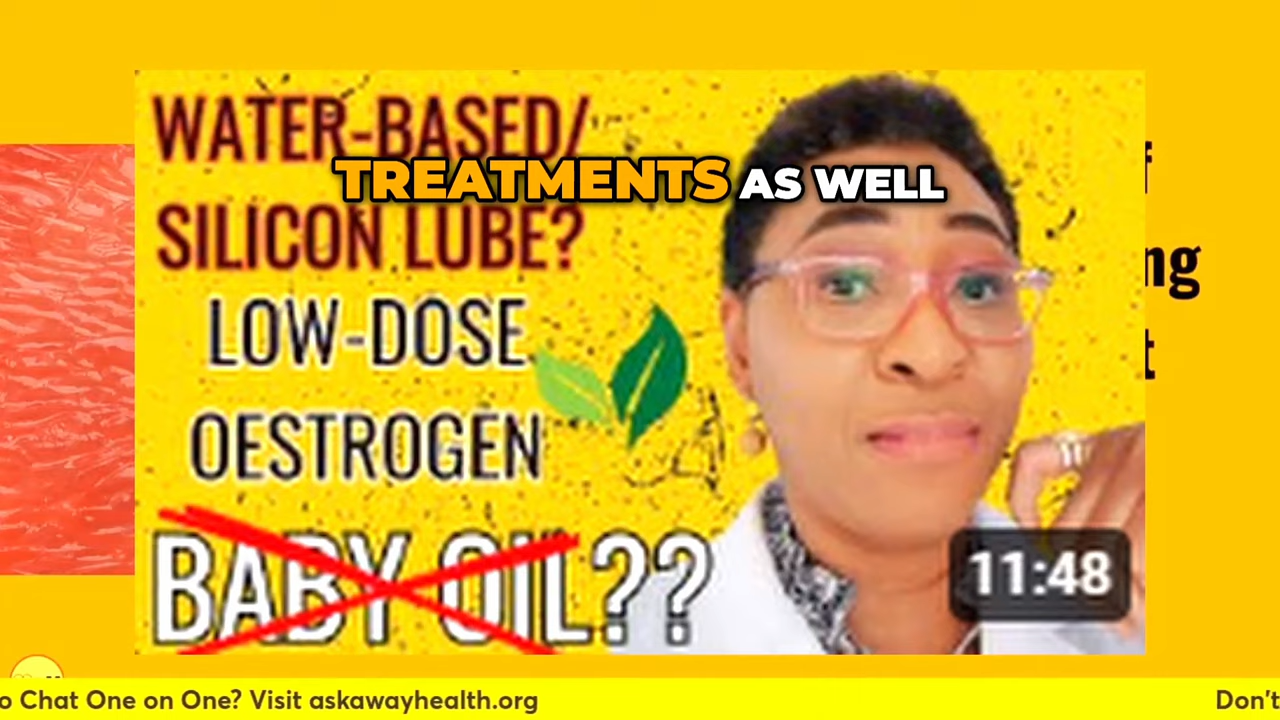 WATER-BASED/
TREATMENTS AS WELL
SILICON LUBE?
LOW-DOSE
OESTROGEN
BABY OIL??
11:48
ng
o Chat One on One? Visit askawayhealth.org
Don't